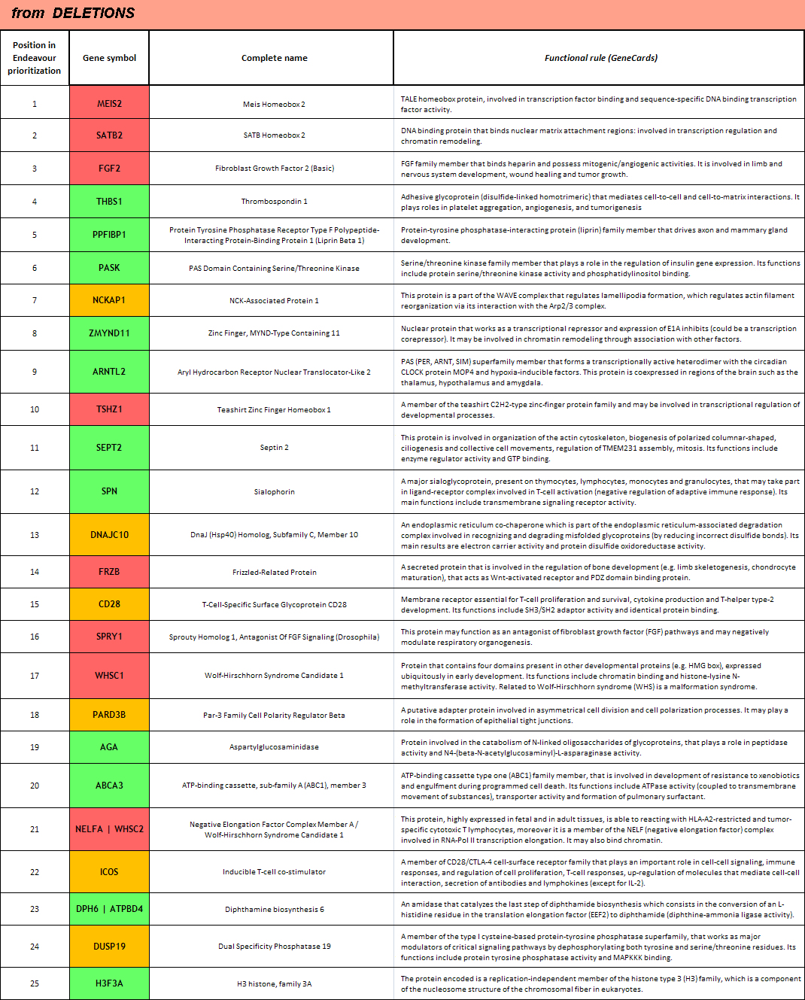 from DELETIONS
Position in
Endeavour
prioritization
Gene symbol
Complete name
Functional rule (GeneCards)
1
MEIS2
Meis Homeobox 2
TALE homeobox protein, involved in transcription factor binding and sequence-specific DNA binding transcription
factor activity.
2
SATB2
SATB Homeobox 2
DNA binding protein that binds nuclear matrix attachment regions: involved in transcription regulation and
chromatin remodeling.
3
FGF2
Fibroblast Growth Factor 2 (Basic)
FGF family member that binds heparin and possess mitogenic/angiogenic activities. It is involved in limb and
nervous system development, wound healing and tumor growth.
4
THBS1
Thrombospondin 1
Adhesive glycoprotein (disulfide-linked homotrimeric) that mediates cell-to-cell and cell-to-matrix interactions. It
plays roles in platelet aggregation, angiogenesis, and tumorigenesis
5
PPFIBP1
Protein Tyrosine Phosphatase Receptor Type F Polypeptide-
Interacting Protein-Binding Protein 1 (Liprin Beta 1)
Protein-tyrosine phosphatase-interacting protein (liprin) family member that drives axon and mammary gland
development.
6
PASK
PAS Domain Containing Serine/Threonine Kinase
Serine/threonine kinase family member that plays a role in the regulation of insulin gene expression. Its functions
include protein serine/threonine kinase activity and phosphatidylinositol binding.
7
NCKAP1
NCK-Associated Protein 1
This protein is a part of the WAVE complex that regulates lamellipodia formation, which regulates actin filament
reorganization via its interaction with the Arp2/3 complex.
8
ZMYND11
Zinc Finger, MYND-Type Containing 11
Nuclear protein that works as a transcriptional repressor and expression of E1A inhibits (could be a transcription
corepressor). It may be involved in chromatin remodeling through association with other factors.
9
ARNTL2
Aryl Hydrocarbon Receptor Nuclear Translocator-Like 2
PAS (PER, ARNT, SIM) superfamily member that forms a transcriptionally active heterodimer with the circadian
CLOCK protein MOP4 and hypoxia-inducible factors. This protein is coexpressed in regions of the brain such as the
thalamus, hypothalamus and amygdala.
10
TSHZ1
Teashirt Zinc Finger Homeobox 1
A member of the teashirt C2H2-type zinc-finger protein family and may be involved in transcriptional regulation of
developmental processes.
11
SEPT2
Septin 2
This protein is involved in organization of the actin cytoskeleton, biogenesis of polarized columnar-shaped,
ciliogenesis and collective cell movements, regulation of TMEM231 assembly, mitosis. Its functions include
enzyme regulator activity and GTP binding.
12
SPN
Sialophorin
A major sialoglycoprotein, present on thymocytes, lymphocytes, monocytes and granulocytes, that may take part
in ligand-receptor complex involved in T-cell activation (negative regulation of adaptive immune response). Its
main functions include transmembrane signaling receptor activity.
13
DNAJC10
DnaJ (Hsp40) Homolog, Subfamily C, Member 10
An endoplasmic reticulum co-chaperone which is part of the endoplasmic reticulum-associated degradation
complex involved in recognizing and degrading misfolded glycoproteins (by reducing incorrect disulfide bonds). Its
main results are electron carrier activity and protein disulfide oxidoreductase activity.
14
FRZB
Frizzled-Related Protein
A secreted protein that is involved in the regulation of bone development (e.g. limb skeletogenesis, chondrocyte
maturation), that acts as Wnt-activated receptor and PDZ domain binding protein.
15
CD28
T-Cell-Specific Surface Glycoprotein CD28
Membrane receptor essential for T-cell proliferation and survival, cytokine production and T-helper type-2
development. Its functions include SH3/SH2 adaptor activity and identical protein binding.
16
SPRY1
Sprouty Homolog 1, Antagonist Of FGF Signaling (Drosophila)
This protein may function as an antagonist of fibroblast growth factor (FGF) pathways and may negatively
modulate respiratory organogenesis.
17
WHSC1
Wolf-Hirschhorn Syndrome Candidate 1
Protein that contains four domains present in other developmental proteins (e.g. HMG box), expressed
ubiquitously in early development. Its functions include chromatin binding and histone-lysine N-
methyltransferase activity. Related to Wolf-Hirschhorn syndrome (WHS) is a malformation syndrome.
18
PARD3B
Par-3 Family Cell Polarity Regulator Beta
A putative adapter protein involved in asymmetrical cell division and cell polarization processes. It may play a
role in the formation of epithelial tight junctions.
19
AGA
Aspartylglucosaminidase
Protein involved in the catabolism of N-linked oligosaccharides of glycoproteins, that plays a role in peptidase
activity and N4-(beta-N-acetylglucosaminyl)-L-asparaginase activity.
20
ABCA3
ATP-binding cassette, sub-family A (ABC1), member 3
ATP-binding cassette type one (ABC1) family member, that is involved in development of resistance to xenobiotics
and engulfment during programmed cell death. Its functions include ATPase activity (coupled to transmembrane
movement of substances), transporter activity and formation of pulmonary surfactant.
21
NELFA | WHSC2
Negative Elongation Factor Complex Member A /
Wolf-Hirschhorn Syndrome Candidate 1
This protein, highly expressed in fetal and in adult tissues, is able to reacting with HLA-A2-restricted and tumor-
specific cytotoxic T lymphocytes, moreover it is a member of the NELF (negative elongation factor) complex
involved in RNA-Pol II transcription elongation. It may also bind chromatin.
22
ICOS
Inducible T-cell co-stimulator
A member of CD28/CTLA-4 cell-surface receptor family that plays an important role in cell-cell signaling, immune
responses, and regulation of cell proliferation, T-cell responses, up-regulation of molecules that mediate cell-cell
interaction, secretion of antibodies and lymphokines (except for IL-2).
23
DPH6 | ATPBD4
Diphthamine biosynthesis 6
An amidase that catalyzes the last step of diphthamide biosynthesis which consists in the conversion of an L-
histidine residue in the translation elongation factor (EEF2) to diphthamide (diphthine-ammonia ligase activity).
24
DUSP19
Dual Specificity Phosphatase 19
A member of the type I cysteine-based protein-tyrosine phosphatase superfamily, that works as major
modulators of critical signaling pathways by dephosphorylating both tyrosine and serine/threonine residues. Its
functions include protein tyrosine phosphatase activity and MAPKKK binding.
25
H3F3A
H3 histone, family 3A
The protein encoded is a replication-independent member of the histone type 3 (H3) family, which is a component
of the nucleosome structure of the chromosomal fiber in eukaryotes.